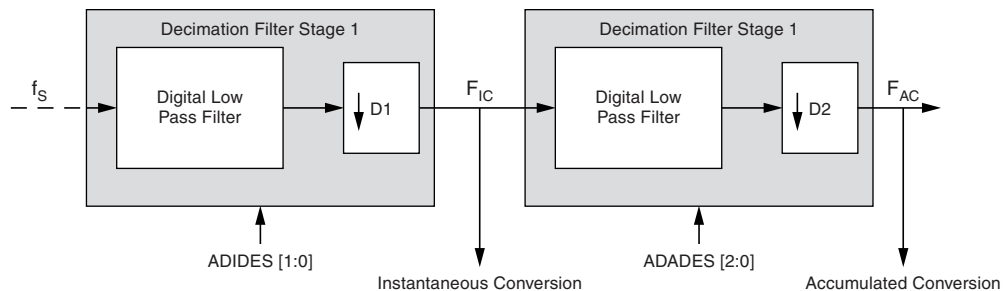 Decimation Filter Stage 1
Decimation Filter Stage 1
fS
Digital Low
Pass Filter
D1
FIC
Digital Low
Pass Filter
D2
FAC
ADIDES [1:0]
ADADES [2:0]
Instantaneous Conversion
Accumulated Conversion